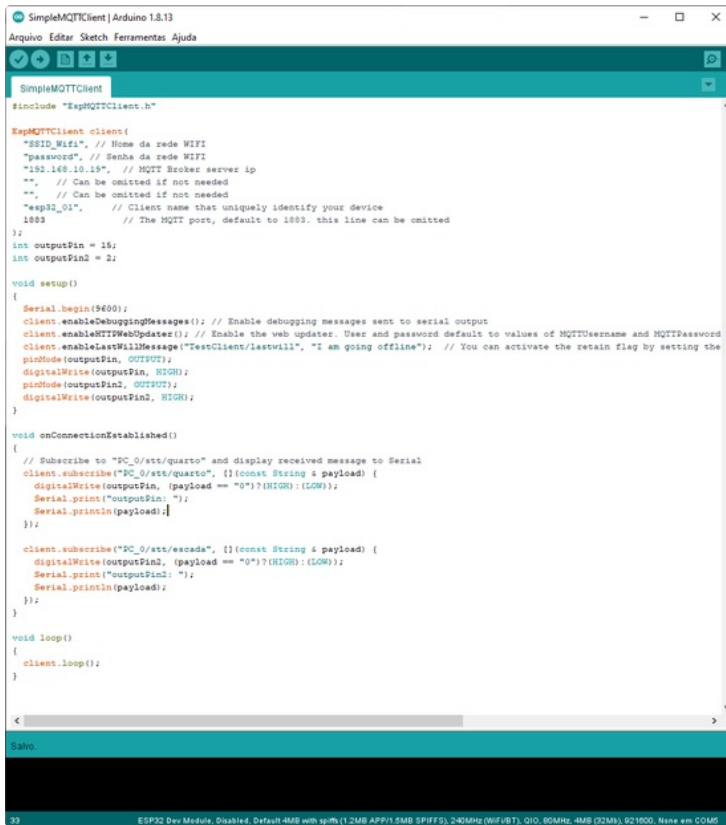 SimpleMQTTClient | Arduino 1.8.13
Arquivo Editar Sketch Ferramentas Ajuda
SimpleMQTTClient
#include "EspMQTTClient.h"
EspMQTTClient client(
"SSID_Wifi", // Nome da rede WIFI
"password", // Senha da rede WIFI
"192.168.10.19", // MQTT Broker server ip
"", // Can be omitted if not needed
"", // Can be omitted if not needed
"esp32_01", // Client name that uniquely identify your device
1883 // The MQTT port, default to 1883. this line can be omitted
);
int outputPin = 15;
int outputPin2 = 2;
void setup()
{
Serial.begin(9600);
client.enableDebuggingMessages(); // Enable debugging messages sent to serial output
client.enableHTTPWebUpdater(); // Enable the web updater. User and password default to values of MQTTUsername and MQTTPassword
client.enableLastWillMessage("TestClient/lastwill", "I am going offline"); // You can activate the retain flag by setting the
pinMode(outputPin, OUTPUT);
digitalWrite(outputPin, HIGH);
pinMode(outputPin2, OUTPUT);
digitalWrite(outputPin2, HIGH);
}
void onConnectionEstablished()
{
// Subscribe to "PC_0/stt/quarto" and display received message to Serial
client.subscribe("PC_0/stt/quarto", [](const String & payload) {
digitalWrite(outputPin, (payload == "0")?(HIGH):(LOW));
Serial.print("outputPin: ");
Serial.println(payload);
});
client.subscribe("PC_0/stt/escada", [](const String & payload) {
digitalWrite(outputPin2, (payload == "0")?(HIGH):(LOW));
Serial.print("outputPin2: ");
Serial.println(payload);
});
}
void loop()
{
client.loop();
}
Salvo.
33 ESP32 Dev Module, Disabled, Default 4MB with spiffs (1.2MB APP/1.5MB SPIFFS), 240MHz (WiFi/BT), QIO, 80MHz, 4MB (32Mb), 921600, None em COM5